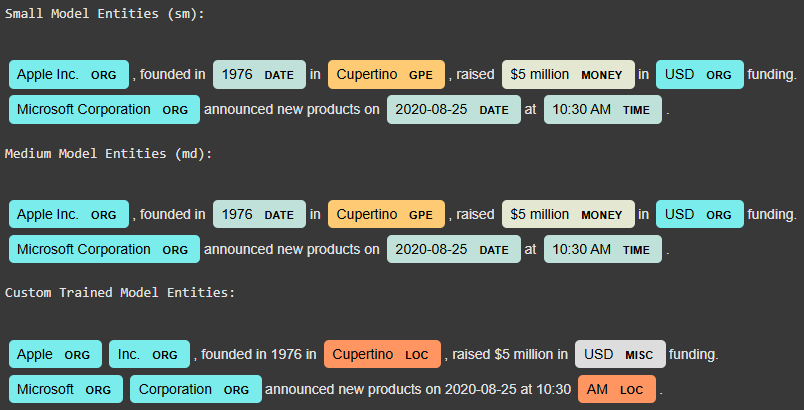 Small Model Entities (sm):
Apple Inc. ORG , founded in 1976 DATE in Cupertino GPE , raised $5 million MONEY in USD ORG funding.
Microsoft Corporation ORG announced new products on 2020-08-25 DATE at 10:30 AM TIME .
Medium Model Entities (md):
Apple Inc. ORG , founded in 1976 DATE in Cupertino GPE , raised $5 million MONEY in USD ORG funding.
Microsoft Corporation ORG announced new products on 2020-08-25 DATE at 10:30 AM TIME .
Custom Trained Model Entities:
Apple ORG Inc. ORG , founded in 1976 in Cupertino LOC , raised $5 million in USD MISC funding.
Microsoft ORG Corporation ORG announced new products on 2020-08-25 at 10:30 AM LOC .